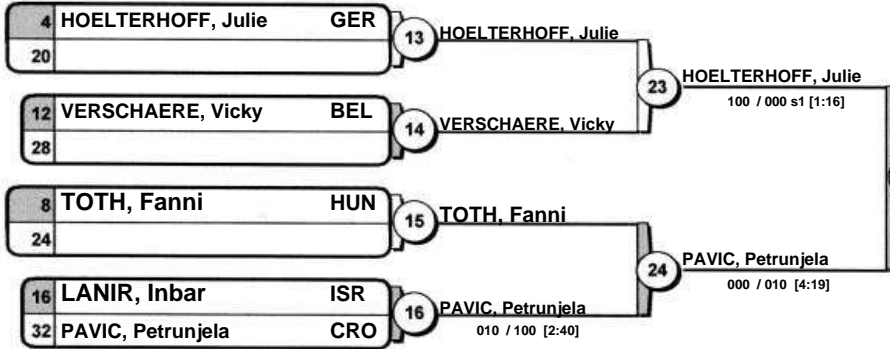 4 HOELTERHOFF, Julie GER
20
13 HOELTERHOFF, Julie
12 VERSCHAERE, Vicky BEL
28
14 VERSCHAERE, Vicky
23 HOELTERHOFF, Julie
100 / 000 s1 [1:16]
8 TOTH, Fanni HUN
24
15 TOTH, Fanni
16 LANIR, Inbar ISR
32 PAVIC, Petrunjela CRO
16 PAVIC, Petrunjela
010 / 100 [2:40]
24 PAVIC, Petrunjela
000 / 010 [4:19]